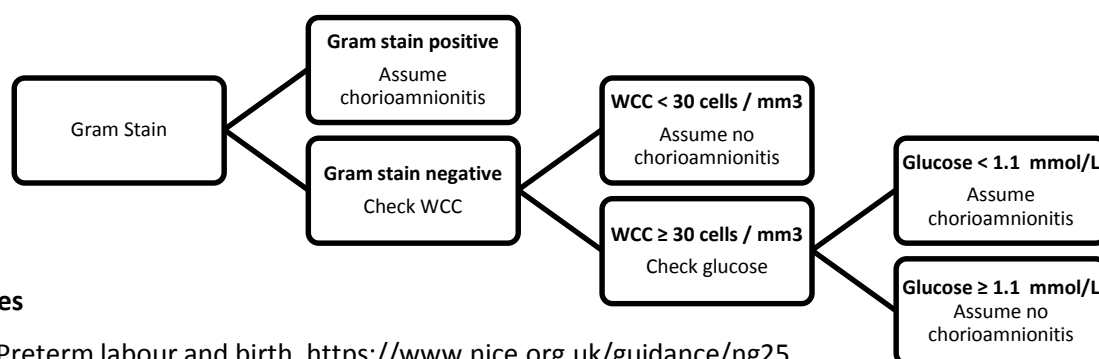 Gram Stain
Gram stain positive
Assume
chorioamnionitis
Gram stain negative
Check WCC
WCC < 30 cells / mm3
Assume no
chorioamnionitis
WCC ≥ 30 cells / mm3
Check glucose
Glucose < 1.1 mmol/L
Assume
chorioamnionitis
Glucose ≥ 1.1 mmol/L
Assume no
chorioamnionitis
es
Preterm labour and birth. https://www.nice.org.uk/guidance/ng25